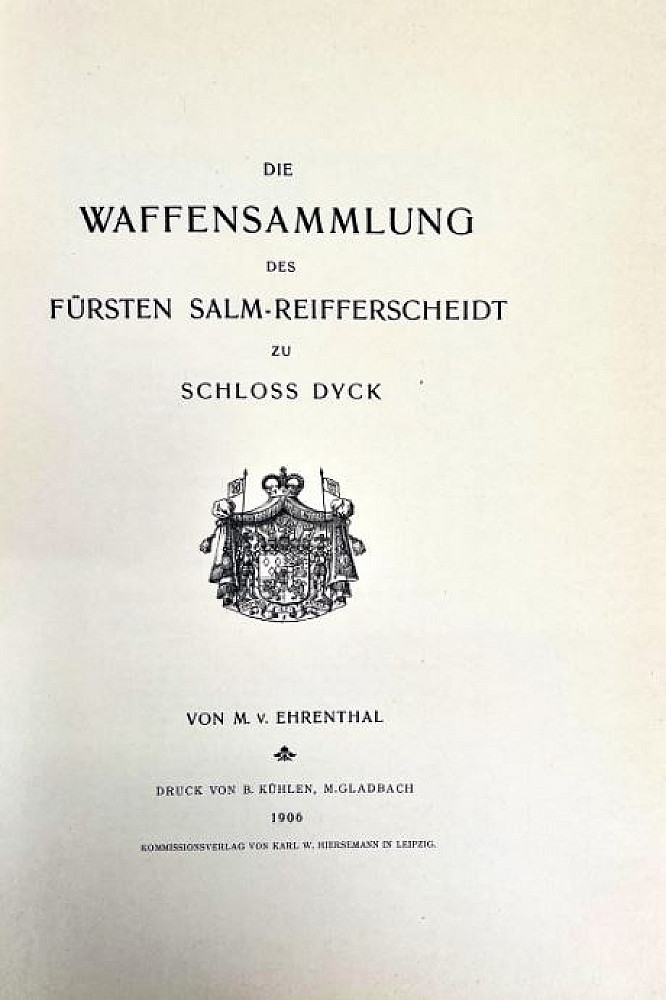 DIE
WAFFENSAMMLUNG
DES
FÜRSTEN SALM-REIFFERSCHEIDT
ZU
SCHLOSS DYCK
VON M. v. EHRENTHAL
DRUCK VON B. KÜHLEN, M.GLADBACH
1906
KOMMISSIONSVERLAG VON KARL W. HIERSEMANN IN LEIPZIG.